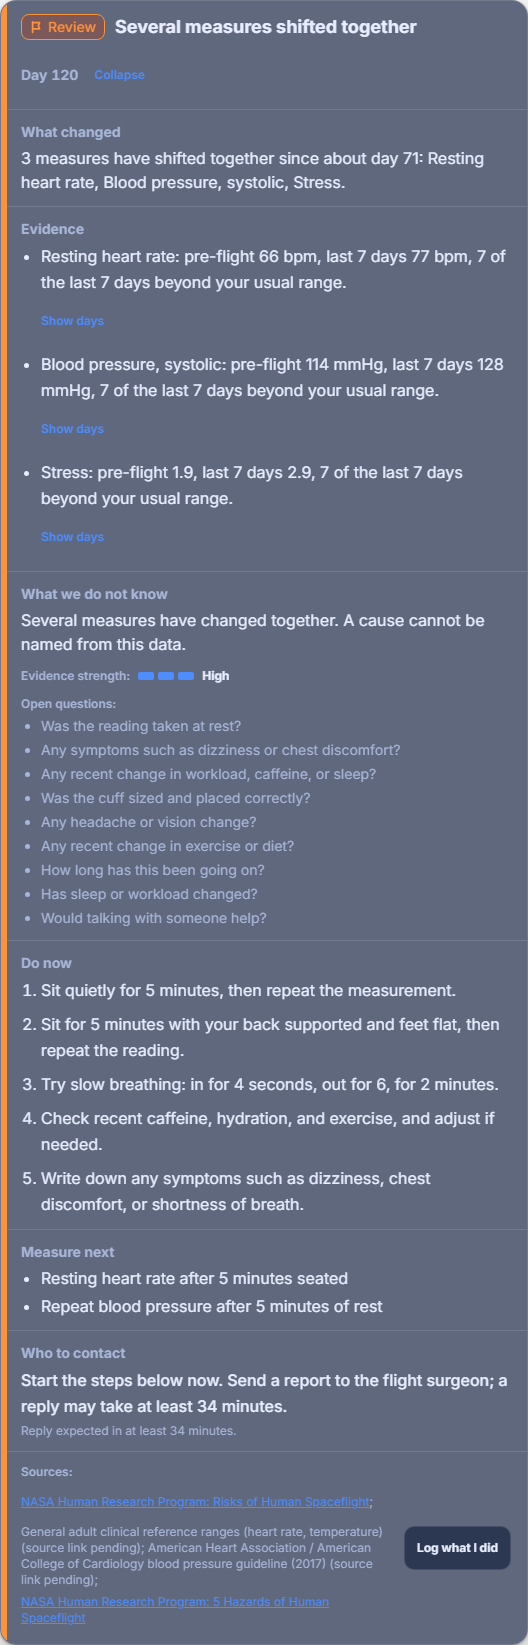 Review Several measures shifted together
Day 120 Collapse
What changed
3 measures have shifted together since about day 71: Resting
heart rate, Blood pressure, systolic, Stress.
Evidence
• Resting heart rate: pre-flight 66 bpm, last 7 days 77 bpm, 7 of
the last 7 days beyond your usual range.
Show days
• Blood pressure, systolic: pre-flight 114 mmHg, last 7 days 128
mmHg, 7 of the last 7 days beyond your usual range.
Show days
• Stress: pre-flight 1.9, last 7 days 2.9, 7 of the last 7 days
beyond your usual range.
Show days
What we do not know
Several measures have changed together. A cause cannot be
named from this data.
Evidence strength: High
Open questions:
• Was the reading taken at rest?
• Any symptoms such as dizziness or chest discomfort?
• Any recent change in workload, caffeine, or sleep?
• Was the cuff sized and placed correctly?
• Any headache or vision change?
• Any recent change in exercise or diet?
• How long has this been going on?
• Has sleep or workload changed?
• Would talking with someone help?
Do now
1. Sit quietly for 5 minutes, then repeat the measurement.
2. Sit for 5 minutes with your back supported and feet flat, then
repeat the reading.
3. Try slow breathing: in for 4 seconds, out for 6, for 2 minutes.
4. Check recent caffeine, hydration, and exercise, and adjust if
needed.
5. Write down any symptoms such as dizziness, chest
discomfort, or shortness of breath.
Measure next
• Resting heart rate after 5 minutes seated
• Repeat blood pressure after 5 minutes of rest
Who to contact
Start the steps below now. Send a report to the flight surgeon; a
reply may take at least 34 minutes.
Reply expected in at least 34 minutes.
Sources:
NASA Human Research Program: Risks of Human Spaceflight;
General adult clinical reference ranges (heart rate, temperature)
(source link pending); American Heart Association / American
College of Cardiology blood pressure guideline (2017) (source
link pending);
NASA Human Research Program: 5 Hazards of Human
Spaceflight
Log what I did